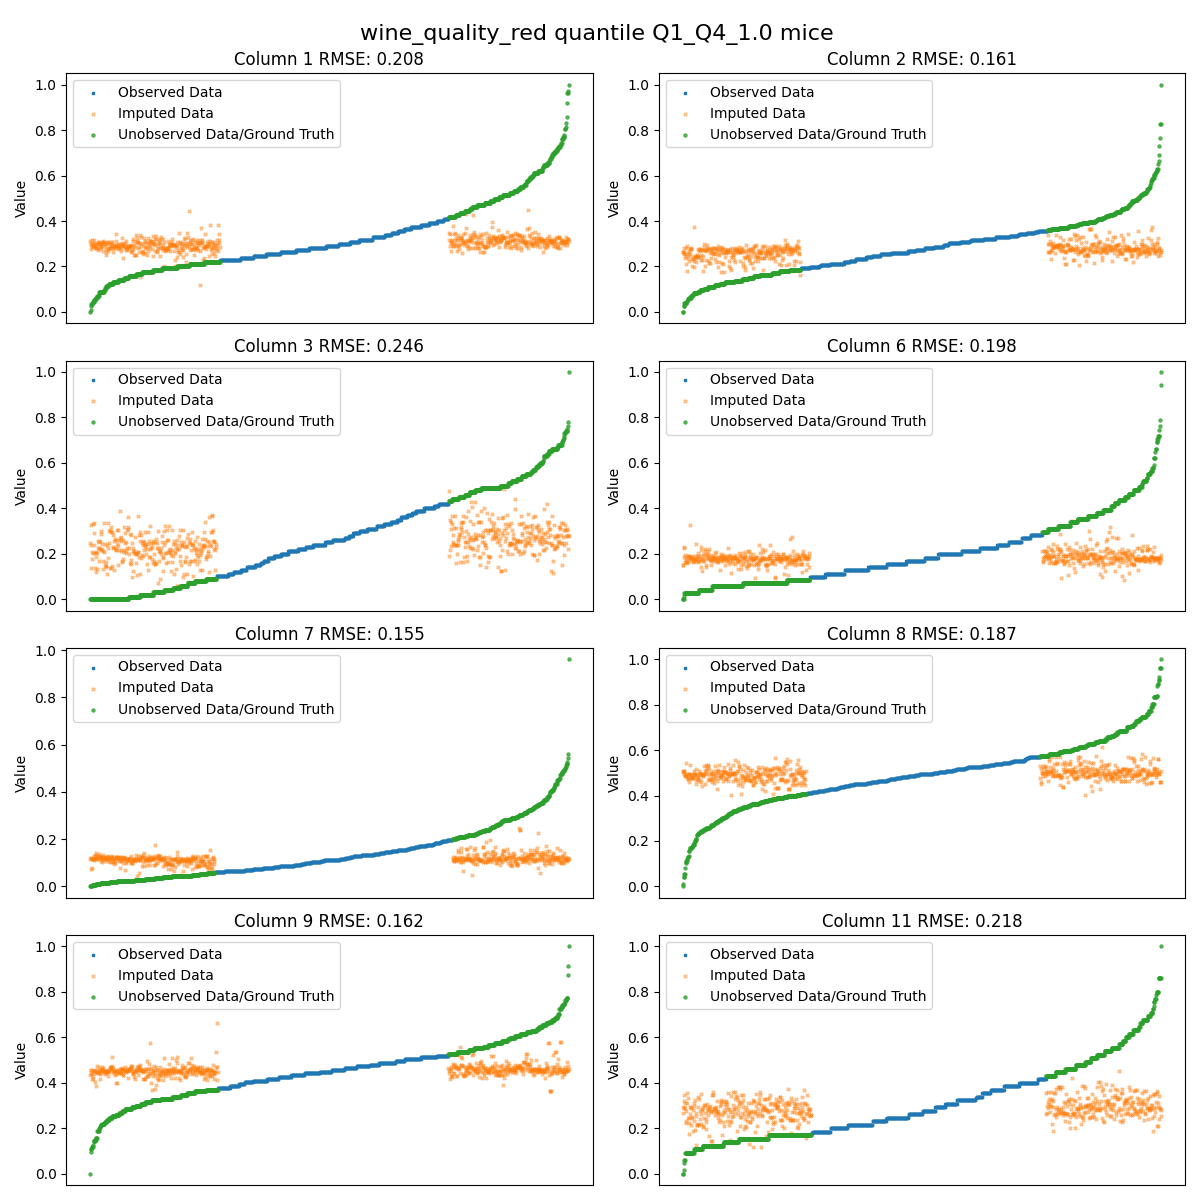 wine_quality_red quantile Q1_Q4_1.0 mice
Column 1 RMSE: 0.208
1.0
0.8
0.6
0.4
0.2
0.0
Value
Observed Data
Imputed Data
Unobserved Data/Ground Truth
Column 2 RMSE: 0.161
1.0
0.8
0.6
0.4
0.2
0.0
Value
Observed Data
Imputed Data
Unobserved Data/Ground Truth
Column 3 RMSE: 0.246
1.0
0.8
0.6
0.4
0.2
0.0
Value
Observed Data
Imputed Data
Unobserved Data/Ground Truth
Column 6 RMSE: 0.198
1.0
0.8
0.6
0.4
0.2
0.0
Value
Observed Data
Imputed Data
Unobserved Data/Ground Truth
Column 7 RMSE: 0.155
1.0
0.8
0.6
0.4
0.2
0.0
Value
Observed Data
Imputed Data
Unobserved Data/Ground Truth
Column 8 RMSE: 0.187
1.0
0.8
0.6
0.4
0.2
0.0
Value
Observed Data
Imputed Data
Unobserved Data/Ground Truth
Column 9 RMSE: 0.162
1.0
0.8
0.6
0.4
0.2
0.0
Value
Observed Data
Imputed Data
Unobserved Data/Ground Truth
Column 11 RMSE: 0.218
1.0
0.8
0.6
0.4
0.2
0.0
Value
Observed Data
Imputed Data
Unobserved Data/Ground Truth